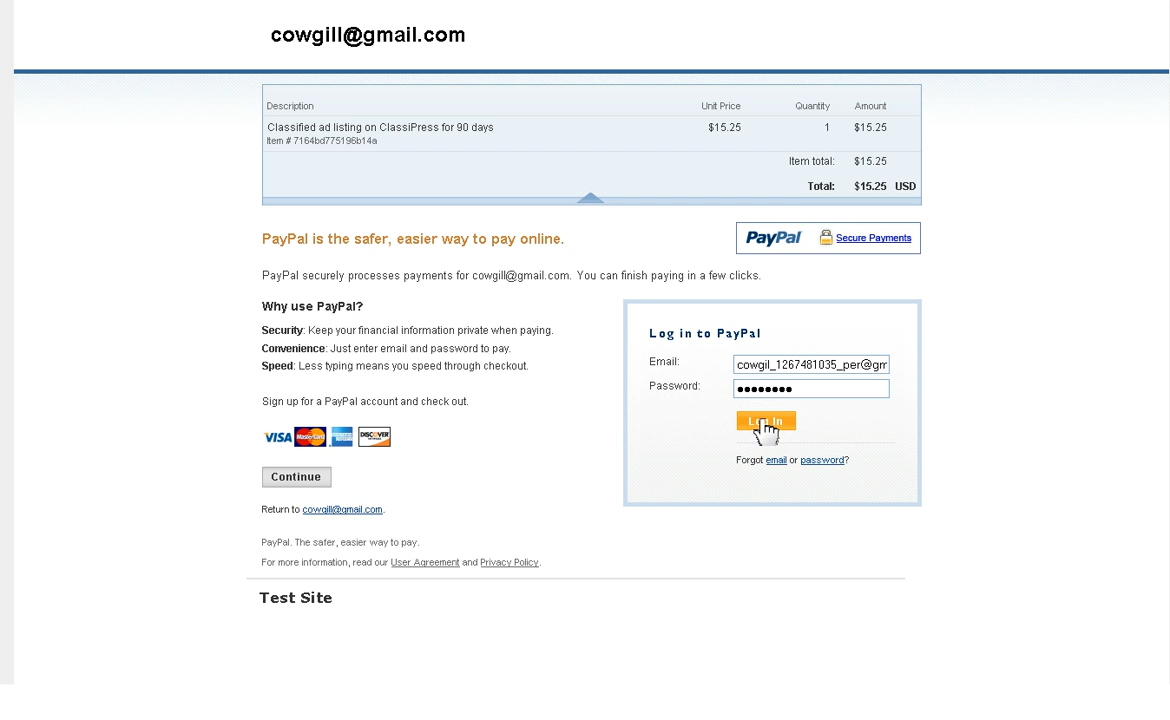 cowgill@gmail.com
Description Unit Price Quantity Amount
Classified ad listing on ClassiPress for 90 days $15.25 1 $15.25
Item # 7164bd775196b14a
Item total: $15.25
Total: $15.25 USD
PayPal is the safer, easier way to pay online.
PayPal Secure Payments
PayPal securely processes payments for cowgill@gmail.com. You can finish paying in a few clicks.
Why use PayPal?
Security: Keep your financial information private when paying.
Convenience: Just enter email and password to pay.
Speed: Less typing means you speed through checkout.
Sign up for a PayPal account and check out.
VISA MasterCard DISCOVER
Continue
Return to cowgill@gmail.com.
Log in to PayPal
Email: cowgil_1267481035_per@gm
Password: ●●●●●●●●
Log In
Forgot email or password?
PayPal. The safer, easier way to pay.
For more information, read our User Agreement and Privacy Policy.
Test Site